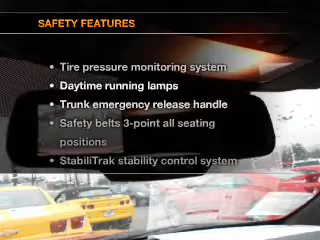 SAFETY FEATURES
• Tire pressure monitoring system
• Daytime running lamps
• Trunk emergency release handle
• Safety belts 3-point all seating
positions
• StabiliTrak stability control system